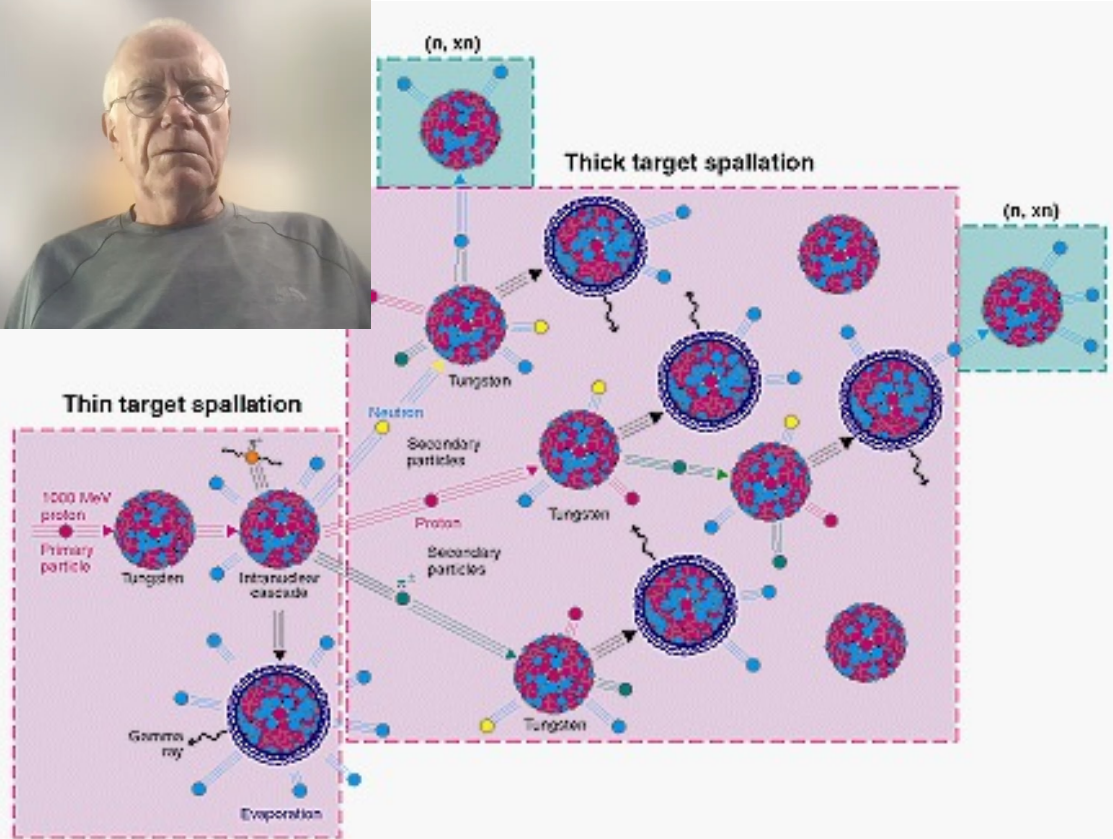 (n, xn)
Thick target spallation
(n, xn)
Tungsten
Neutron
Secondary
particles
Thin target spallation
1000 MeV
proton
Primary
particle
Tungsten
Intranuclear
cascade
Proton
Tungsten
Secondary
particles
π±
Tungsten
Gamma
ray
Evaporation